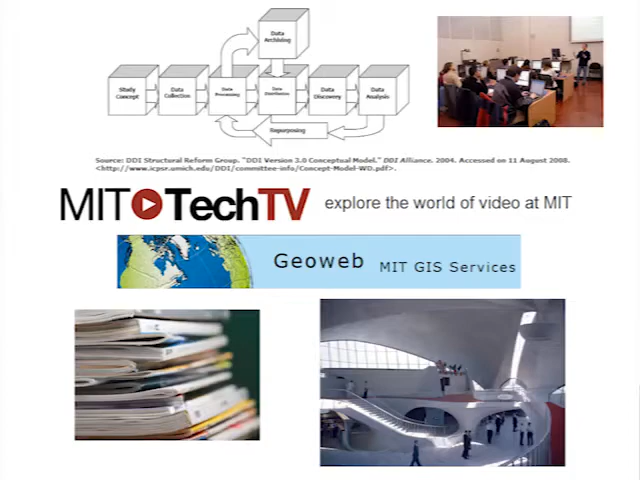 Data
Archiving
Study
Concept
Data
Collection
Data
Processing
Data
Distribution
Data
Discovery
Data
Analysis
Repurposing
Source: DDI Structural Reform Group. "DDI Version 3.0 Conceptual Model." DDI Alliance. 2004. Accessed on 11 August 2008.
<http://www.icpsr.umich.edu/DDI/committee-info/Concept-Model-WD.pdf>.
MIT TechTV explore the world of video at MIT
Geoweb MIT GIS Services